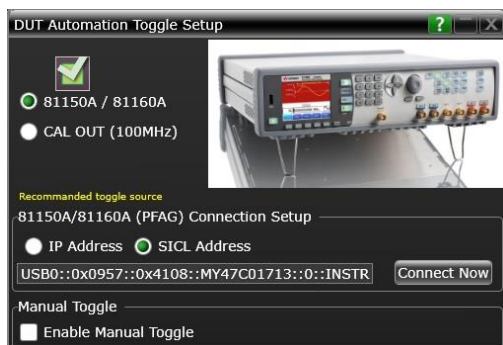 DUT Automation Toggle Setup
?
X
81150A / 81160A
CAL OUT (100MHz)
Recommanded toggle source
81150A/81160A (PFAG) Connection Setup
IP Address
SICL Address
USB0::0x0957::0x4108::MY47C01713::0::INSTR
Connect Now
Manual Toggle
Enable Manual Toggle